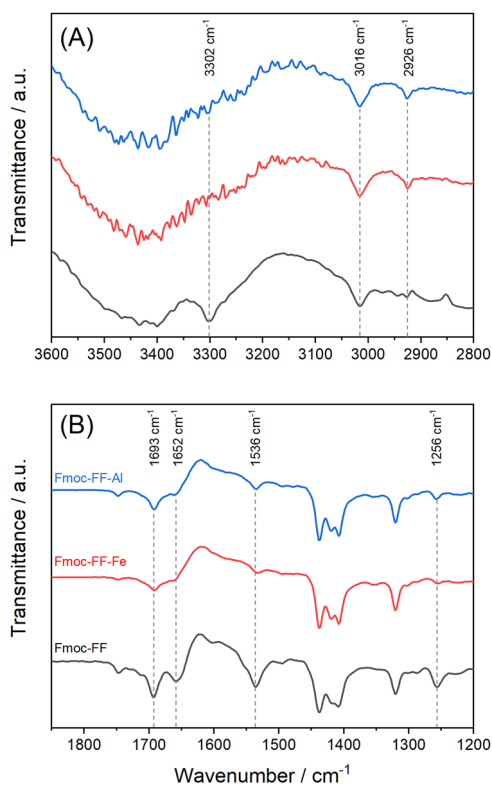 (A)
3302 cm⁻¹
3016 cm⁻¹
2926 cm⁻¹
Transmittance / a.u.
3600 3500 3400 3300 3200 3100 3000 2900 2800
(B)
1693 cm⁻¹
1652 cm⁻¹
1536 cm⁻¹
1256 cm⁻¹
Fmoc-FF-Al
Fmoc-FF-Fe
Fmoc-FF
Transmittance / a.u.
1800 1700 1600 1500 1400 1300 1200
Wavenumber / cm⁻¹